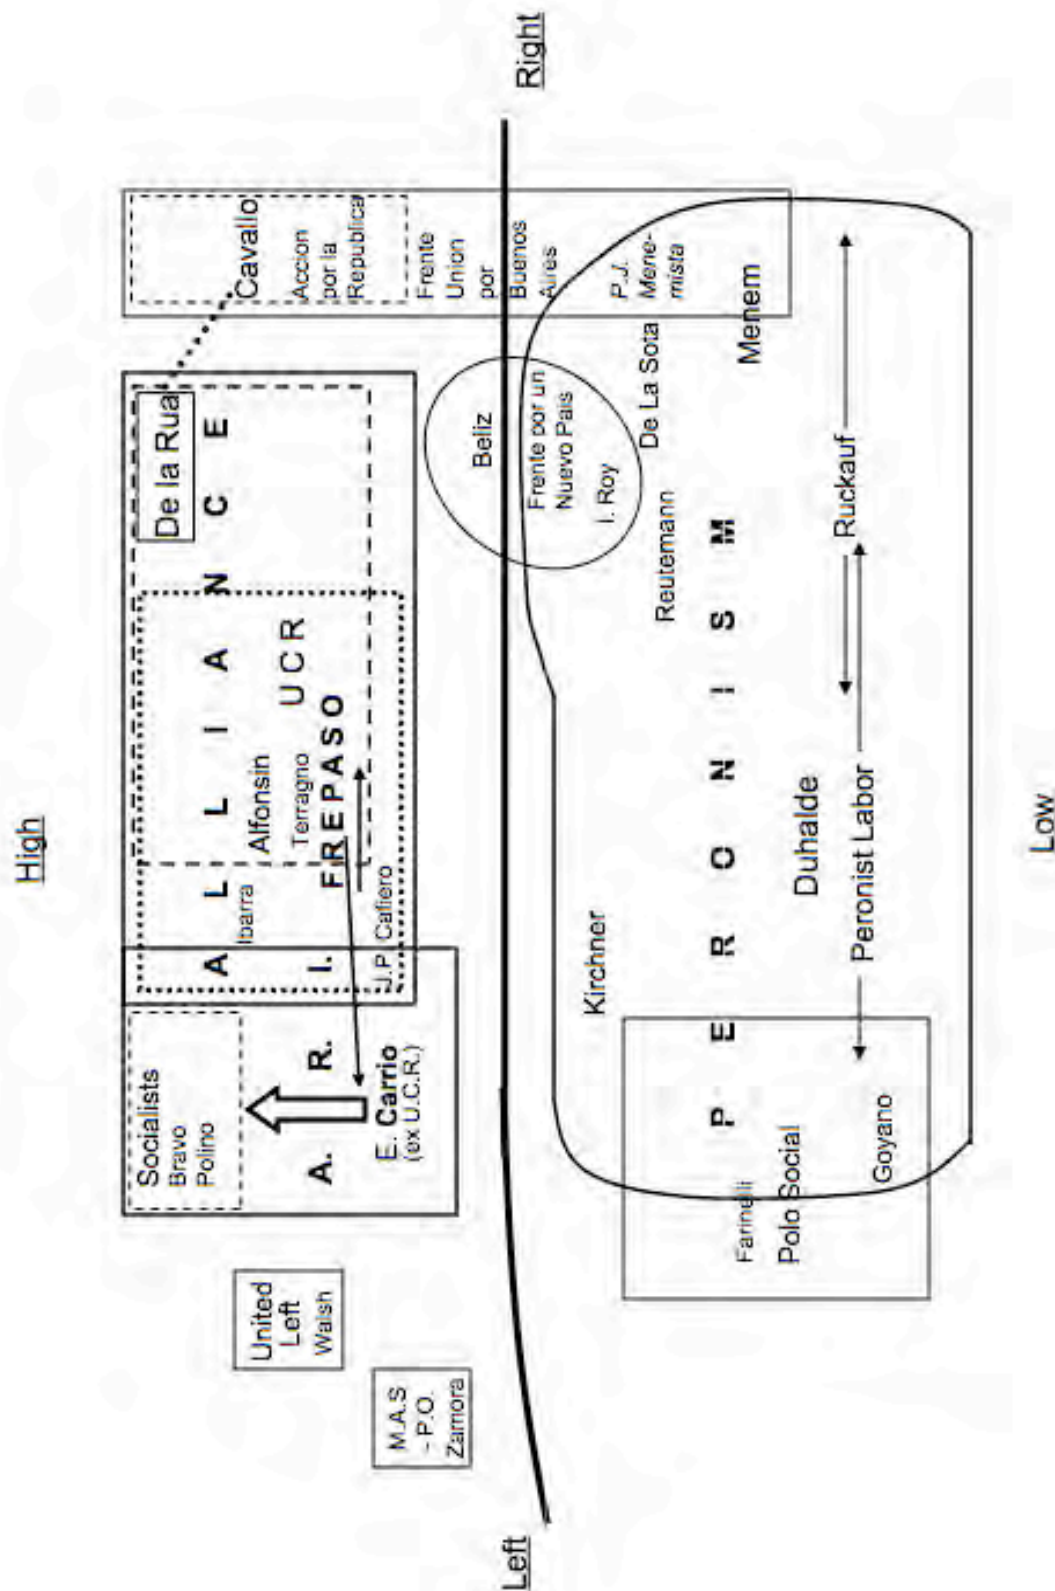 High
Socialists
Bravo
Polino
A L L I A N C E
De la Rua
Ibarra
Alfonsin
Terragno
U C R
A. R. I.
FREPASO
E. Carrio
(ex U.C.R.)
J.P. Cafiero
United
Left
Walsh
M.A.S
- P.O.
Zamora
Cavallo
Accion
por la
Republica
Frente
Union
por
Buenos
Aires
P.J.
Mene-
mista
Beliz
Frente por un
Nuevo Pais
I. Roy
Left
Right
Kirchner
Reutemann
De La Sota
P E R O N I S M
Menem
Farinelli
Polo Social
Goyano
Duhalde
Peronist Labor
Ruckauf
Low